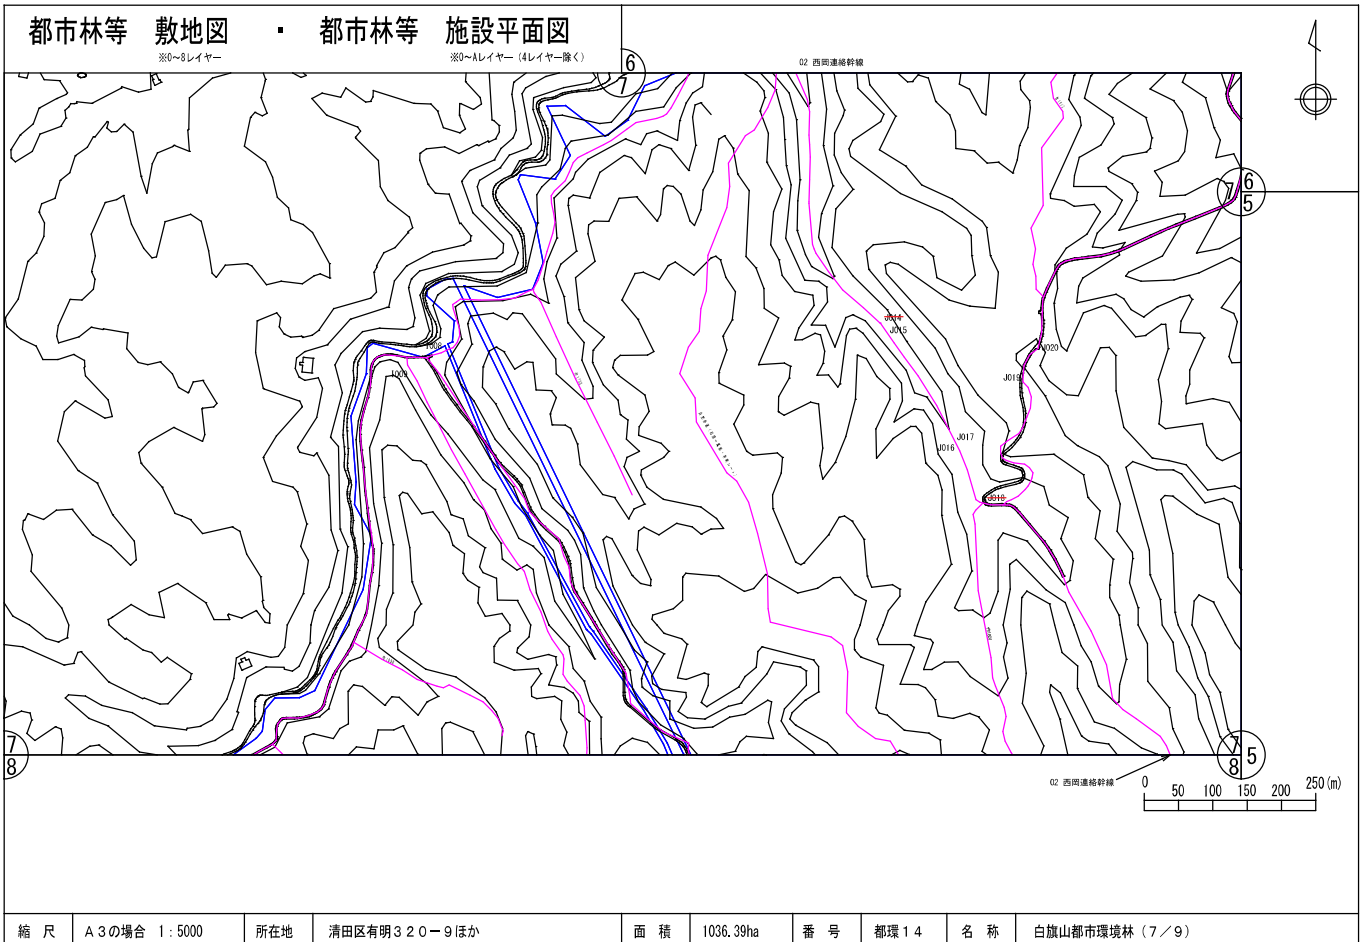 都市林等 敷地図 ・ 都市林等 施設平面図
※0~8レイヤー ※0~Aレイヤー (4レイヤー除く)
6
7
02 西岡連絡幹線
7 6
5
J014
J015
J020
J019
J017
J016
J018
I008
I009
7
8
7
8 5
02 西岡連絡幹線
0 50 100 150 200 250(m)
縮 尺 A3の場合 1:5000 所在地 清田区有明320-9ほか 面 積 1036.39ha 番 号 都環14 名 称 白旗山都市環境林 (7/9)